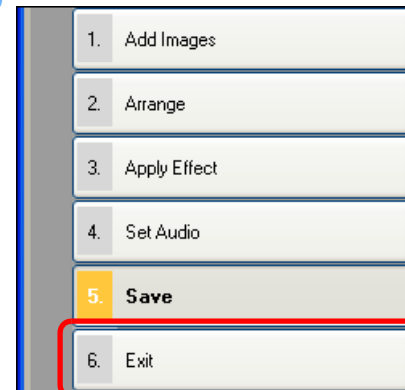 1. Add Images
2. Arrange
3. Apply Effect
4. Set Audio
5. Save
6. Exit